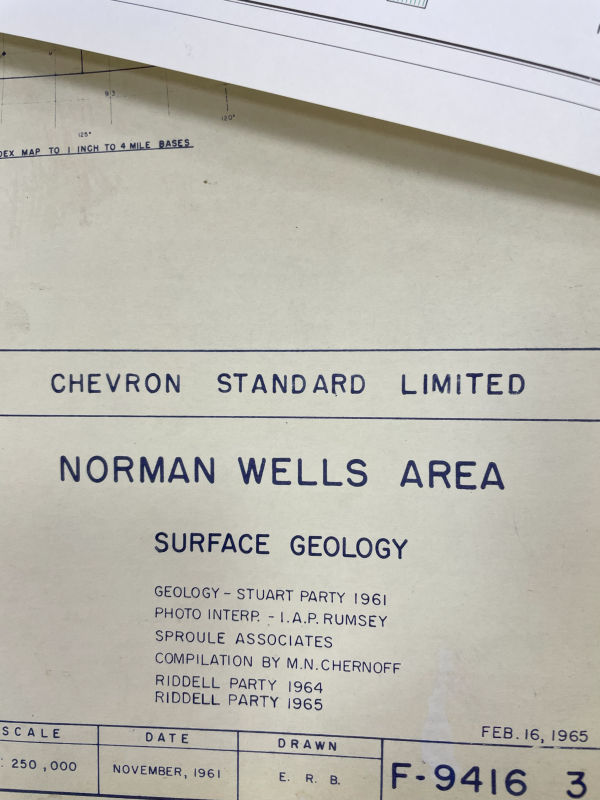 93
125°
120°
DEX MAP TO 1 INCH TO 4 MILE BASES
CHEVRON STANDARD LIMITED
NORMAN WELLS AREA
SURFACE GEOLOGY
GEOLOGY - STUART PARTY 1961
PHOTO INTERP. - I.A.P. RUMSEY
SPROULE ASSOCIATES
COMPILATION BY M.N. CHERNOFF
RIDDELL PARTY 1964
RIDDELL PARTY 1965
FEB. 16, 1965
SCALE DATE DRAWN
: 250,000 NOVEMBER, 1961 E. R. B. F-9416 3